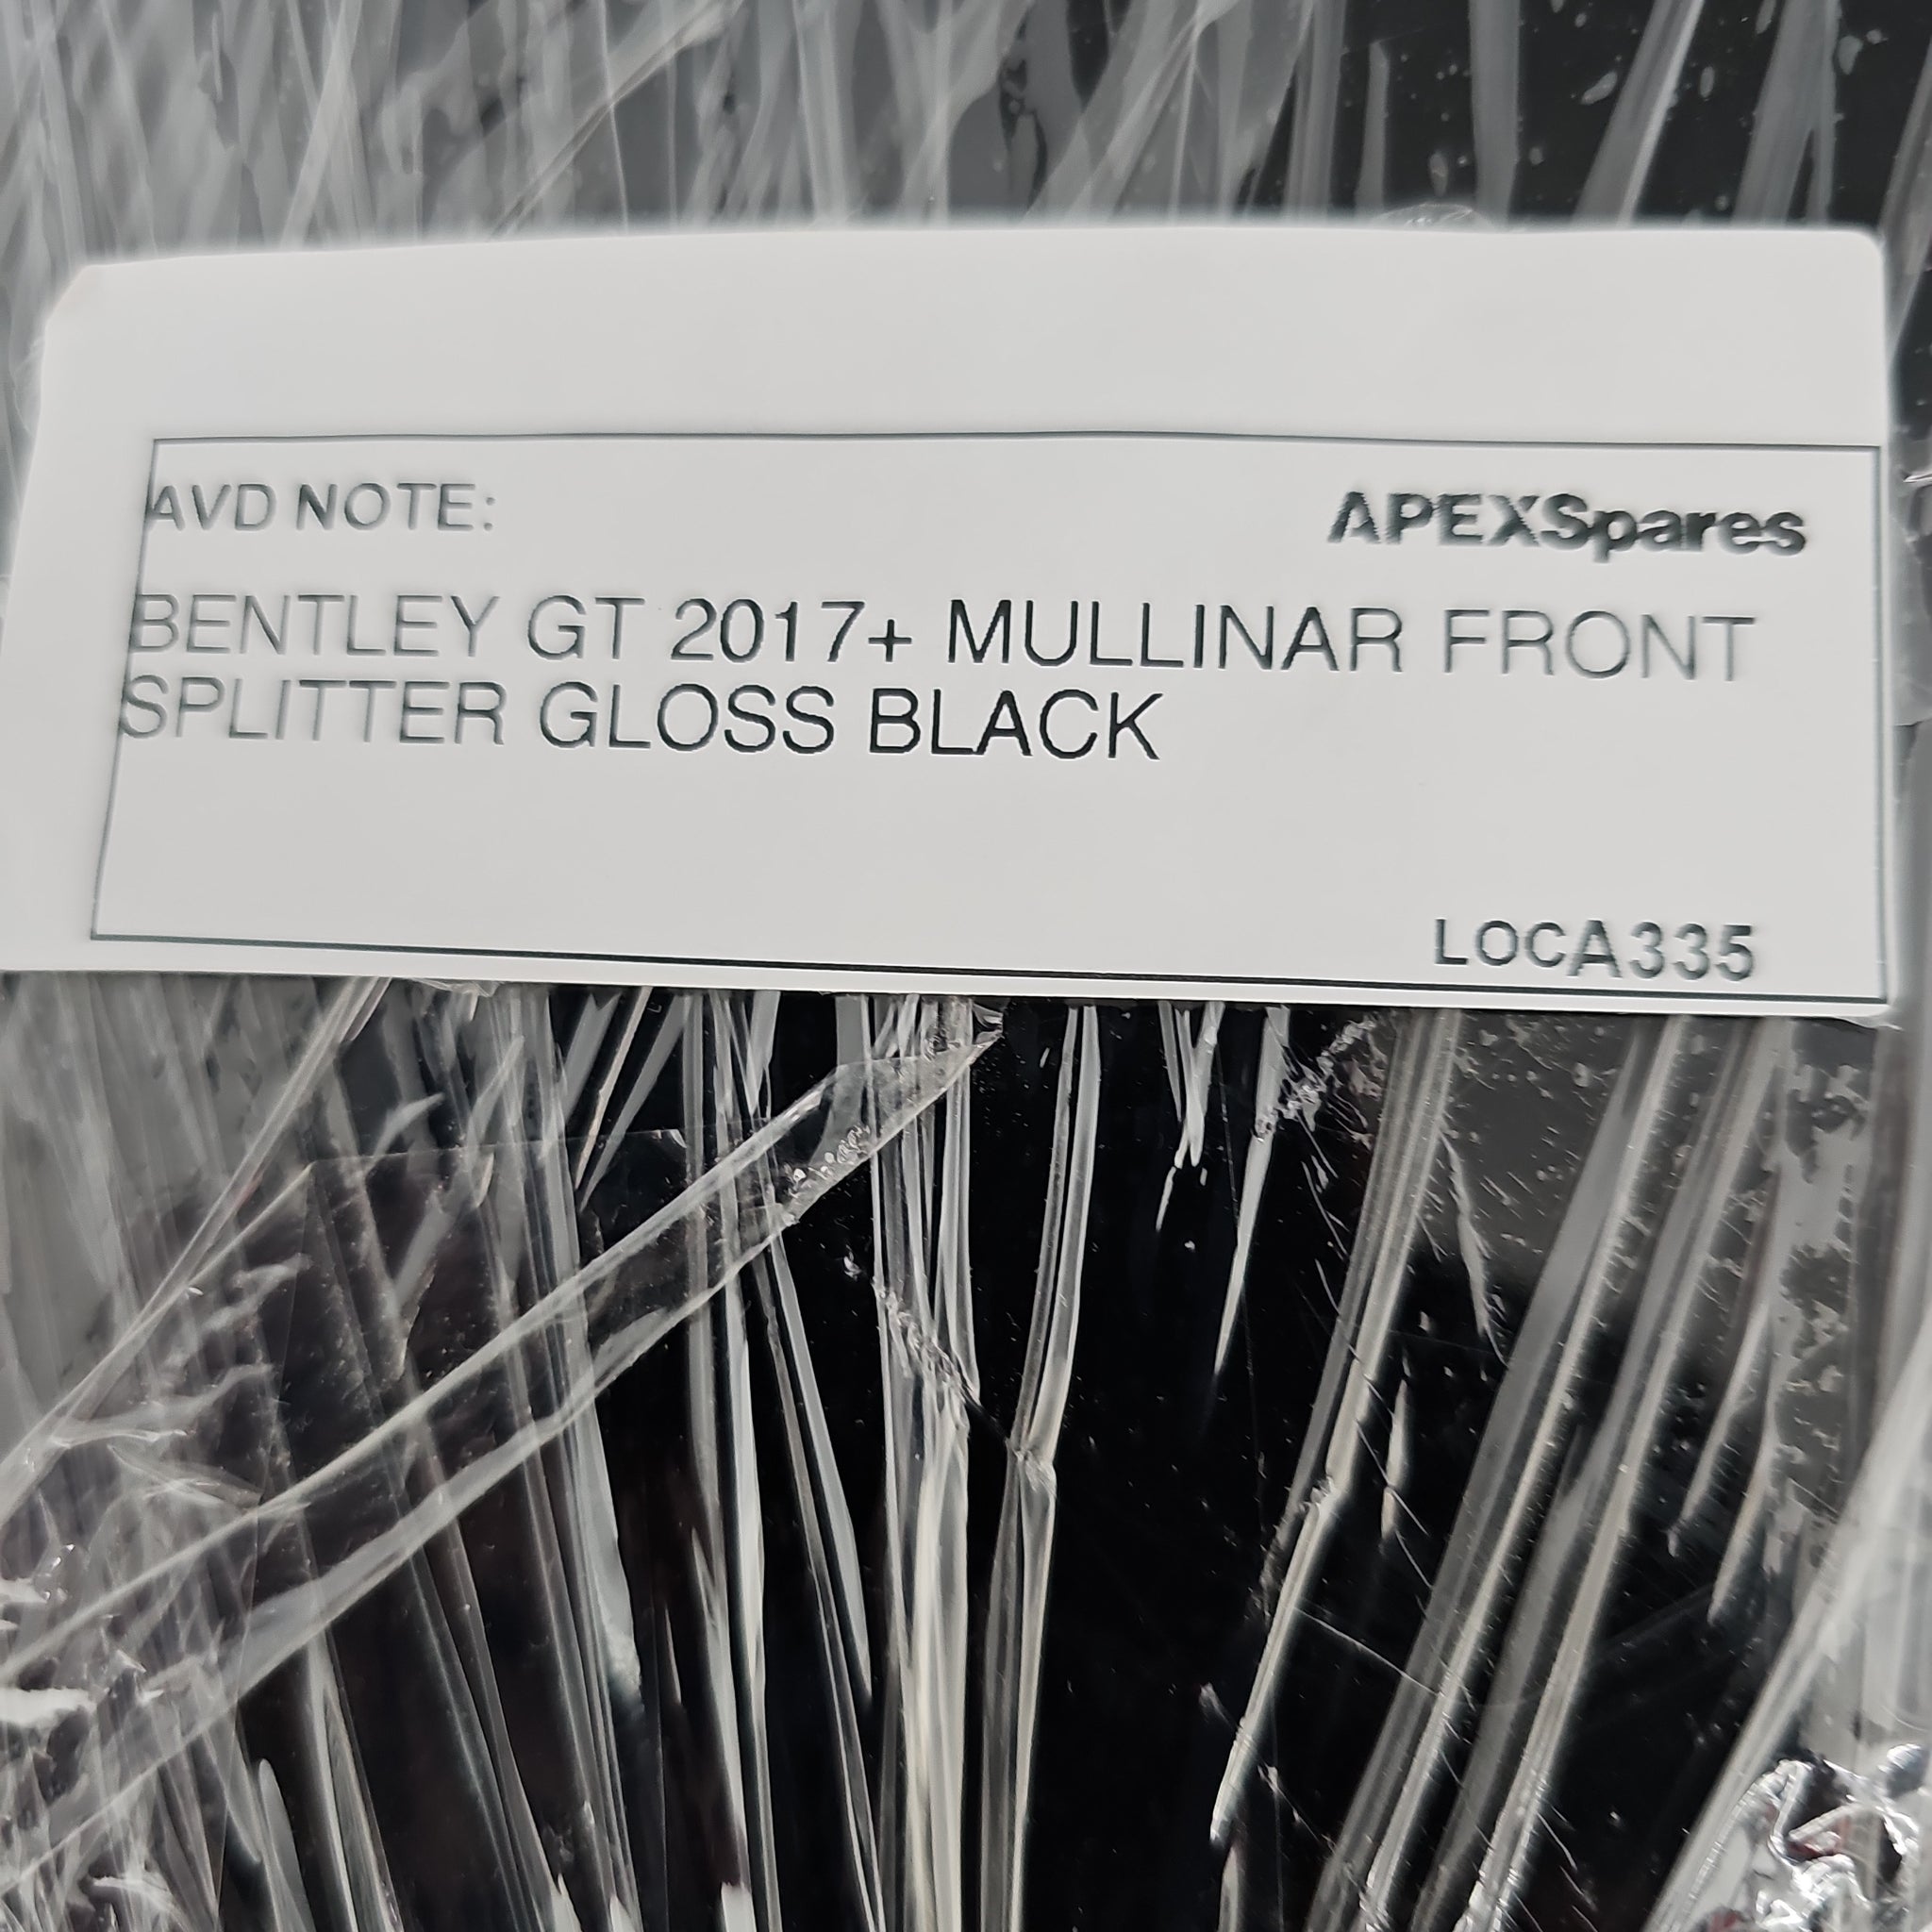 AVD NOTE: APEXSpares
BENTLEY GT 2017+ MULLINAR FRONT
SPLITTER GLOSS BLACK
LOCA335